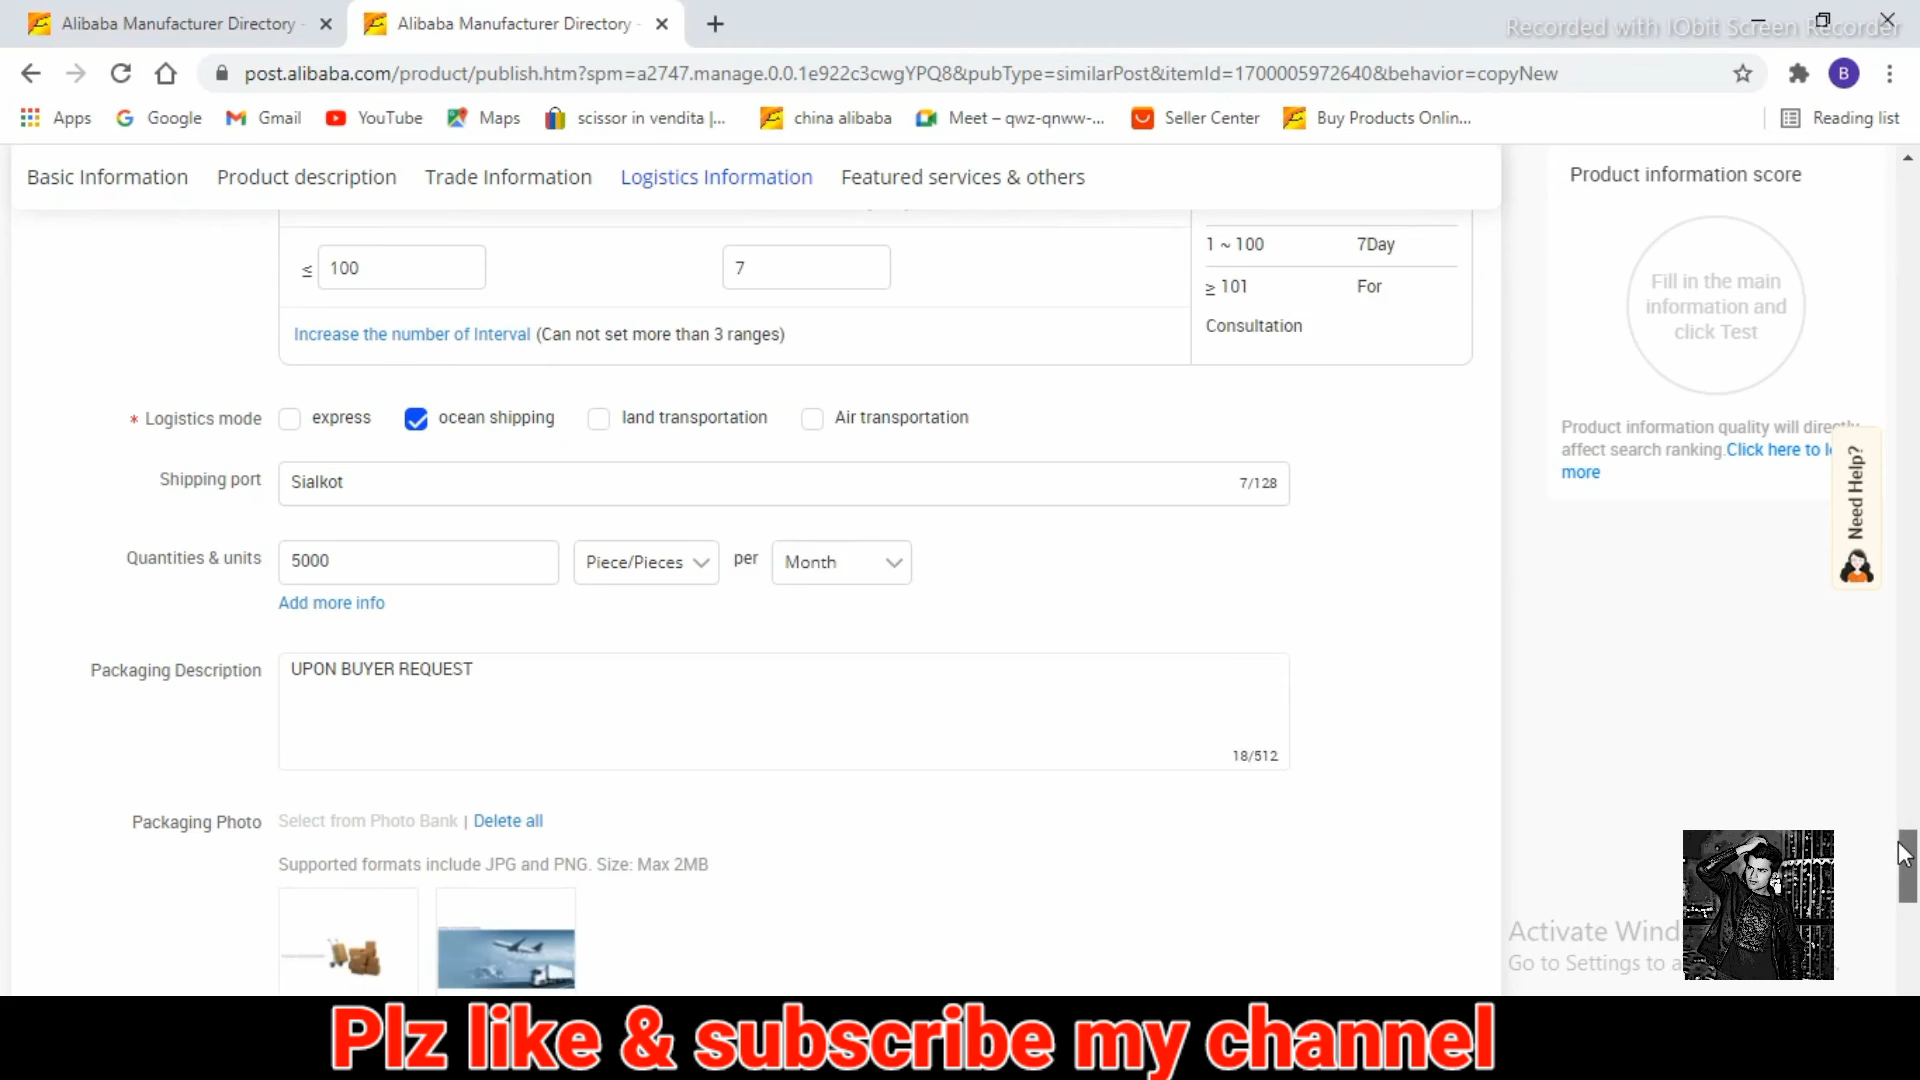 Alibaba Manufacturer Directory -
Alibaba Manufacturer Directory -
Recorded with IObit Screen Recorder
post.alibaba.com/product/publish.htm?spm=a2747.manage.0.0.1e922c3cwgYPQ8&pubType=similarPost&itemId=1700005972640&behavior=copyNew
B
Apps Google Gmail YouTube Maps scissor in vendita |... china alibaba Meet – qwz-qnww-... Seller Center Buy Products Onlin... Reading list
Basic Information Product description Trade Information Logistics Information Featured services & others
Product information score
≤ 100 7
1 ~ 100 7Day
≥ 101 For
Consultation
Increase the number of Interval (Can not set more than 3 ranges)
Fill in the main
information and
click Test
* Logistics mode express ocean shipping land transportation Air transportation
Product information quality will directly
affect search ranking.Click here to l
more
Need Help?
Shipping port Sialkot 7/128
Quantities & units 5000 Piece/Pieces per Month
Add more info
Packaging Description UPON BUYER REQUEST
18/512
Packaging Photo Select from Photo Bank | Delete all
Supported formats include JPG and PNG. Size: Max 2MB
Activate Wind
Go to Settings to a
Plz like & subscribe my channel